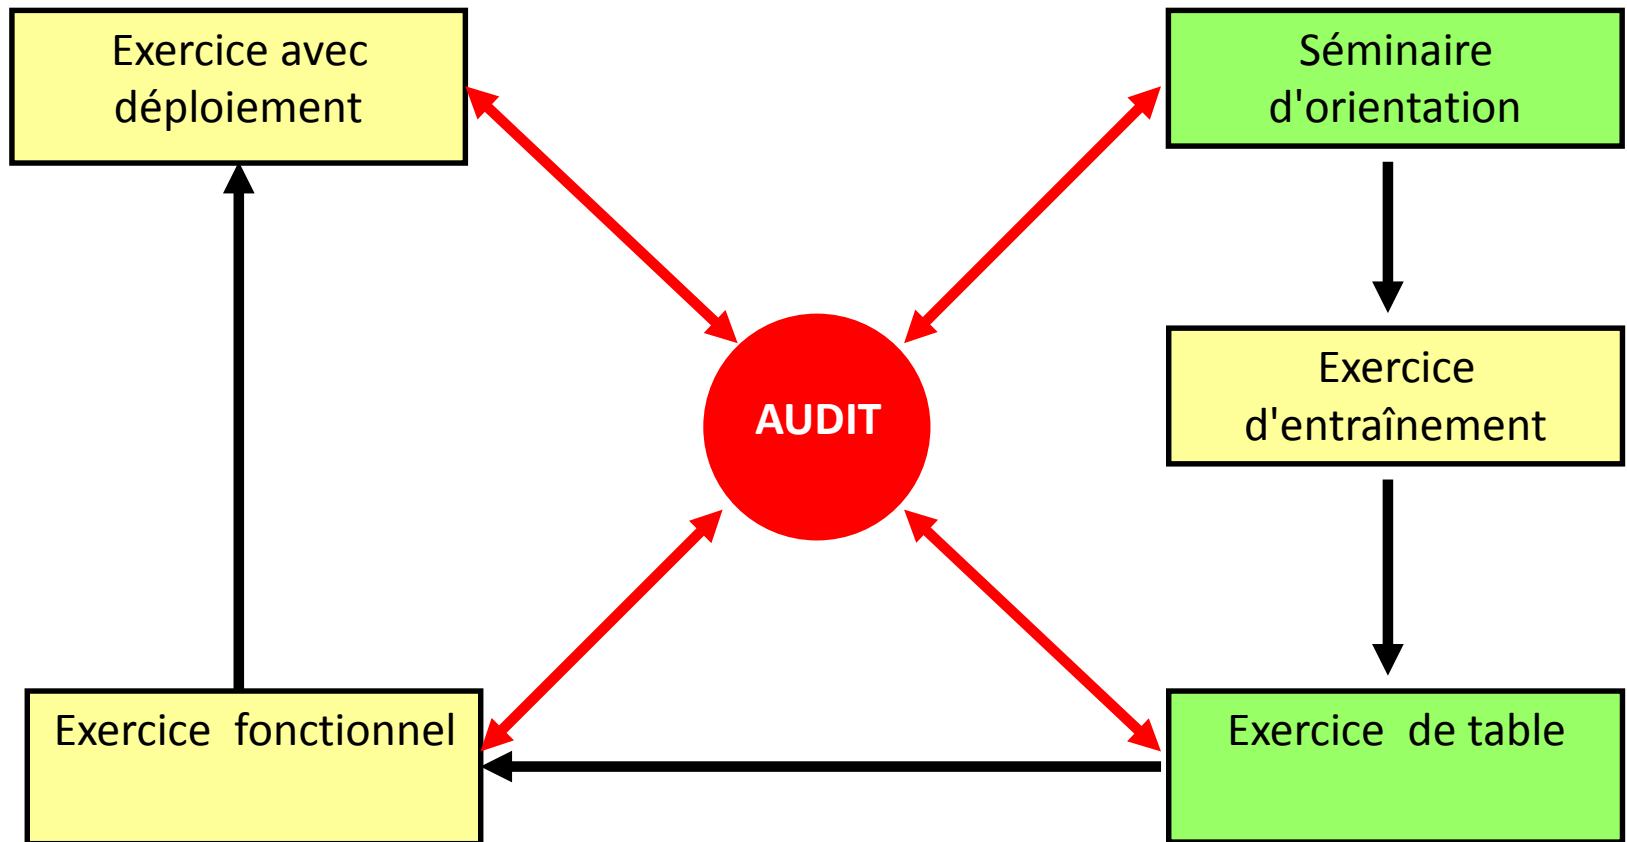 Exercice avec
déploiement
Séminaire
d'orientation
Exercice
d'entraînement
AUDIT
Exercice  fonctionnel
Exercice  de table